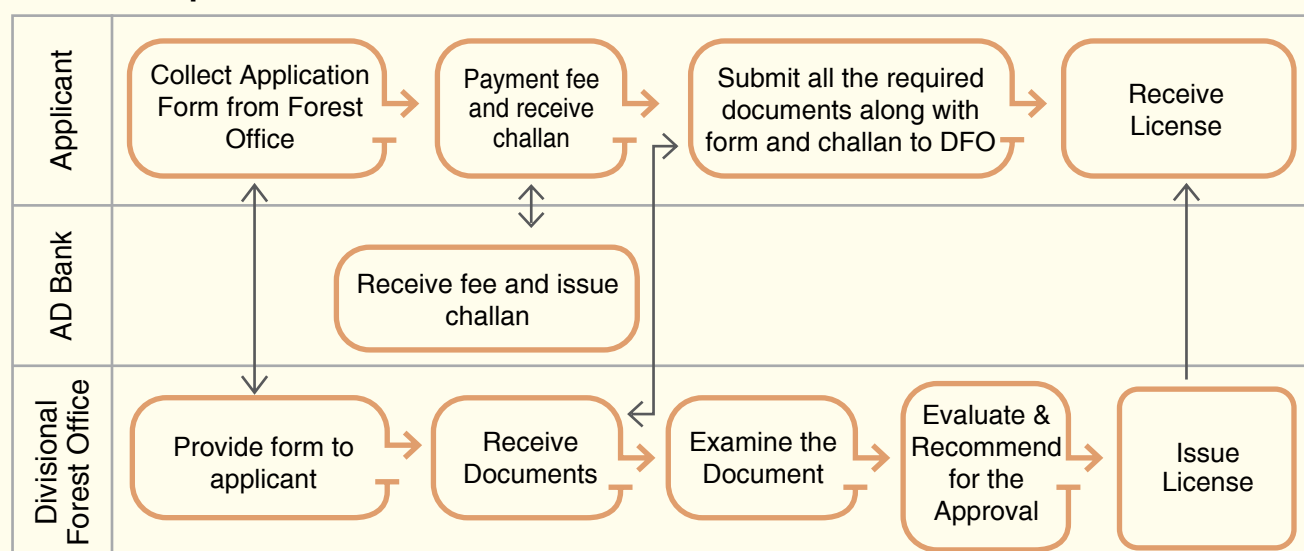 Applicant
Collect Application
Form from Forest
Office
Payment fee
and receive
challan
Submit all the required
documents along with
form and challan to DFO
Receive
License
AD Bank
Receive fee and issue
challan
Divisional
Forest Office
Provide form to
applicant
Receive
Documents
Examine the
Document
Evaluate &
Recommend
for the
Approval
Issue
License